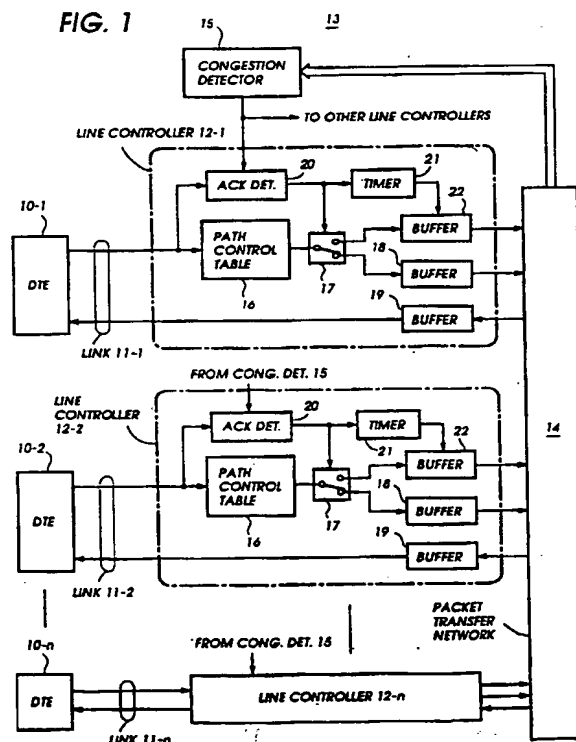 FIG. 1
15
13
CONGESTION
DETECTOR
TO OTHER LINE CONTROLLERS
LINE CONTROLLER 12-1
20
21
ACK DET.
TIMER
22
10-1
BUFFER
PATH
CONTROL
TABLE
18
DTE
BUFFER
17
16
19
BUFFER
LINK 11-1
FROM CONG. DET. 15
LINE
CONTROLLER
12-2
20
14
ACK DET.
TIMER
22
10-2
21
BUFFER
PATH
CONTROL
TABLE
18
DTE
BUFFER
17
16
19
BUFFER
LINK 11-2
PACKET
TRANSFER
NETWORK
10-n
FROM CONG. DET. 15
DTE
LINE CONTROLLER 12-n
LINK 11-n